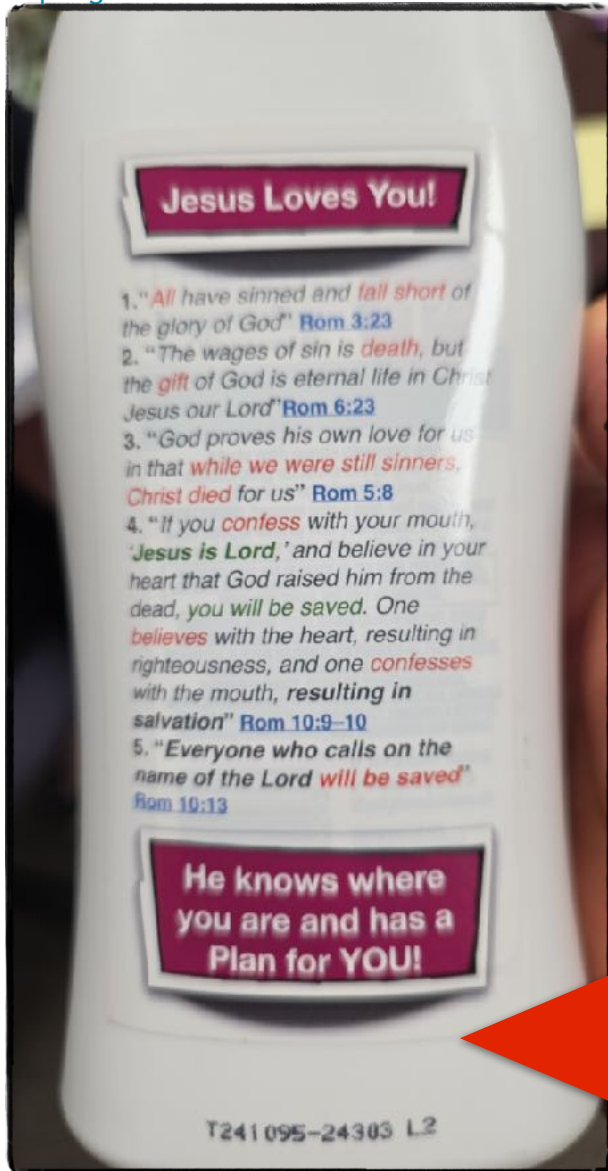 Jesus Loves You!
1."All have sinned and fall short of
the glory of God" Rom 3:23
2. "The wages of sin is death, but
the gift of God is eternal life in Christ
Jesus our Lord"Rom 6:23
3. "God proves his own love for us
in that while we were still sinners,
Christ died for us" Rom 5:8
4. "If you confess with your mouth,
'Jesus is Lord,' and believe in your
heart that God raised him from the
dead, you will be saved. One
believes with the heart, resulting in
righteousness, and one confesses
with the mouth, resulting in
salvation" Rom 10:9–10
5. "Everyone who calls on the
name of the Lord will be saved"
Rom 10:13
He knows where
you are and has a
Plan for YOU!
T241095-24303 L2